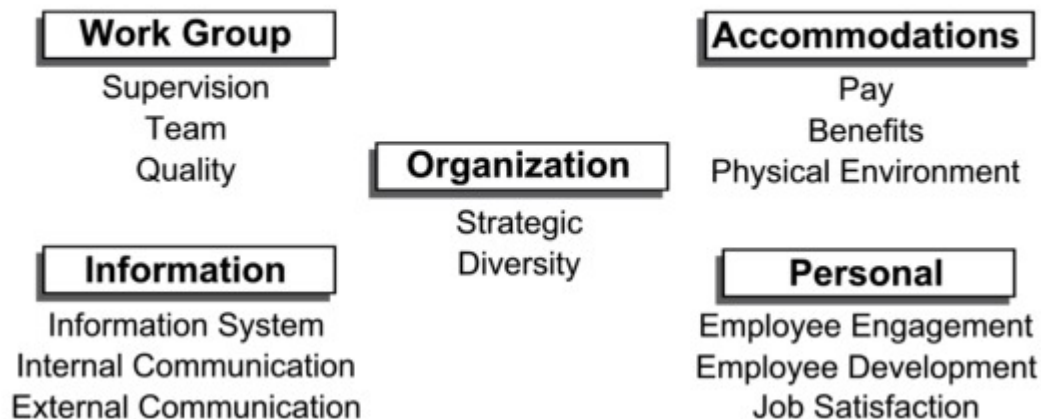 Work Group
Supervision
Team
Quality
Accommodations
Pay
Benefits
Physical Environment
Organization
Strategic
Diversity
Information
Information System
Internal Communication
External Communication
Personal
Employee Engagement
Employee Development
Job Satisfaction